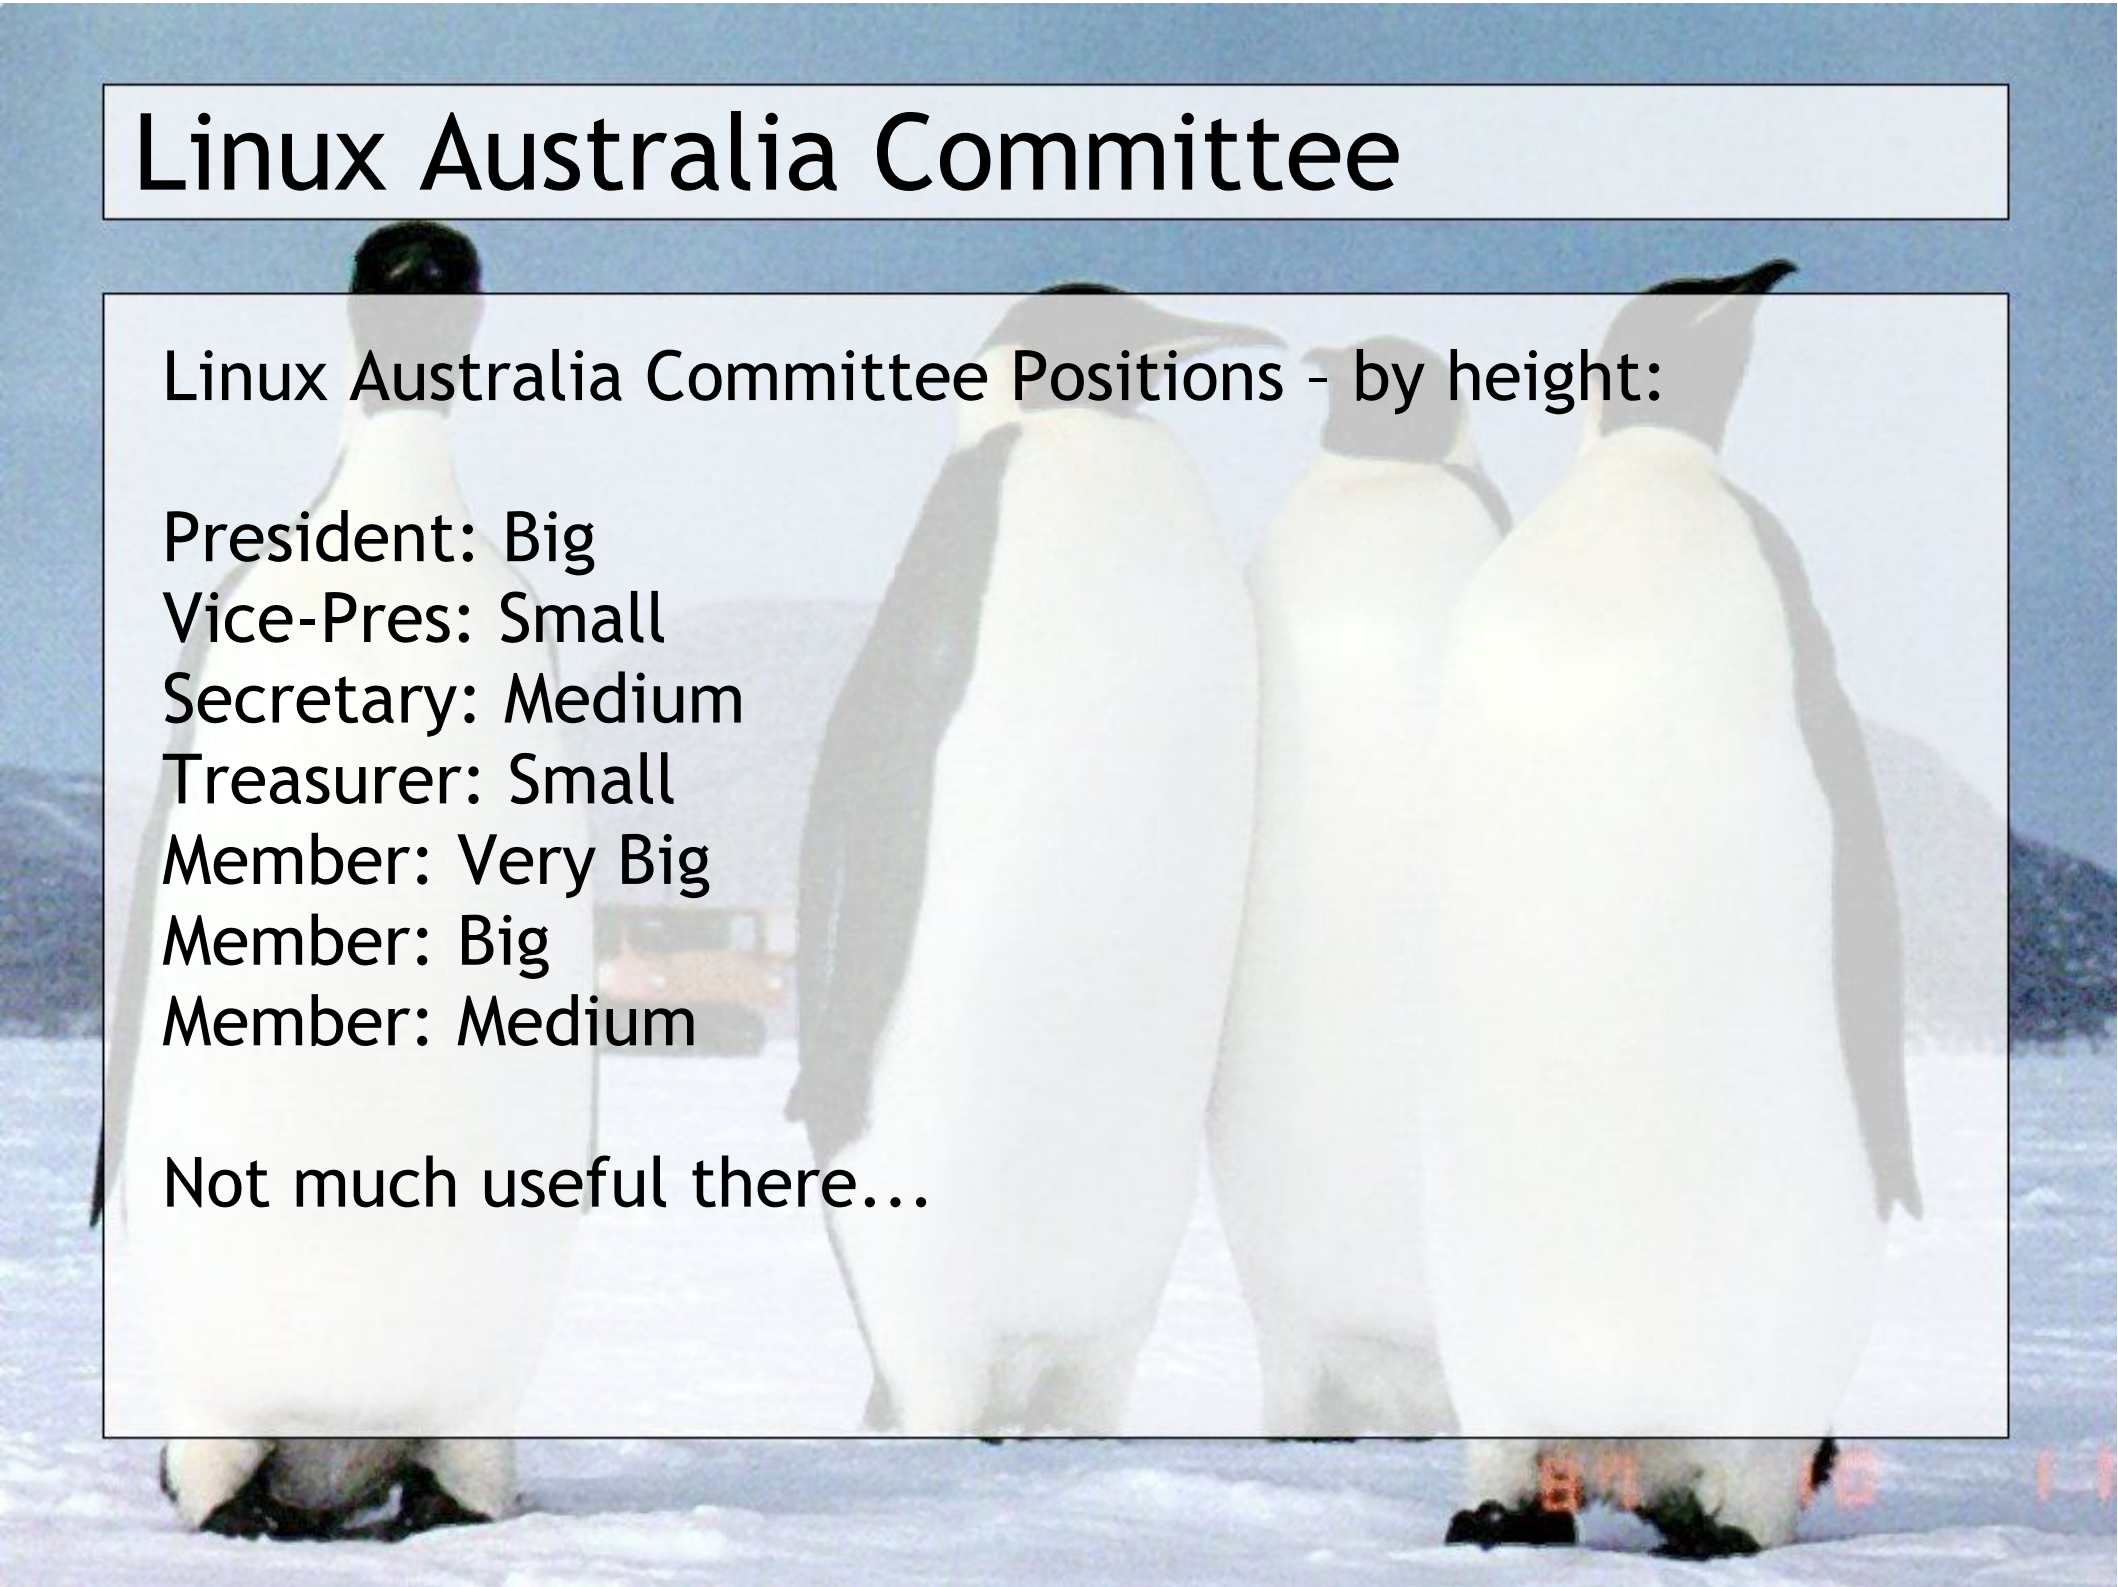 Linux Australia Committee
Linux Australia Committee Positions – by height:
President: Big
Vice-Pres: Small
Secretary: Medium
Treasurer: Small
Member: Very Big
Member: Big
Member: Medium
Not much useful there...